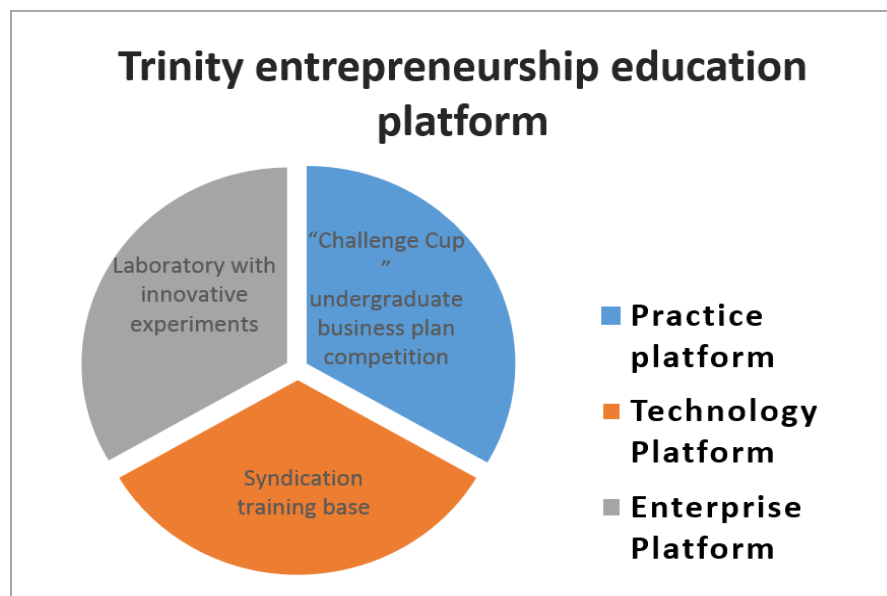 Trinity entrepreneurship education
platform
Laboratory with
innovative
experiments
“Challenge Cup
”
undergraduate
business plan
competition
Syndication
training base
Practice
platform
Technology
Platform
Enterprise
Platform